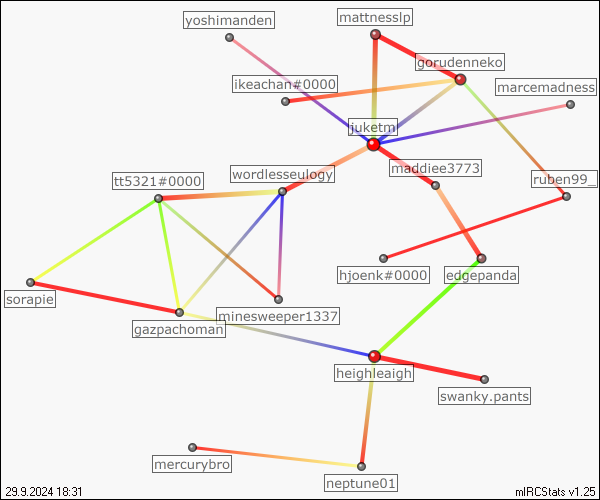 yoshimanden
mattnesslp
gorudenneko
ikeachan#0000
marcemadness
juketm
maddiee3773
wordlesseulogy
tt5321#0000
ruben99_
hjoenk#0000
edgepanda
sorapie
minesweeper1337
gazpachoman
heighleaigh
swanky.pants
mercurybro
neptune01
29.9.2024 18:31
mIRCStats v1.25